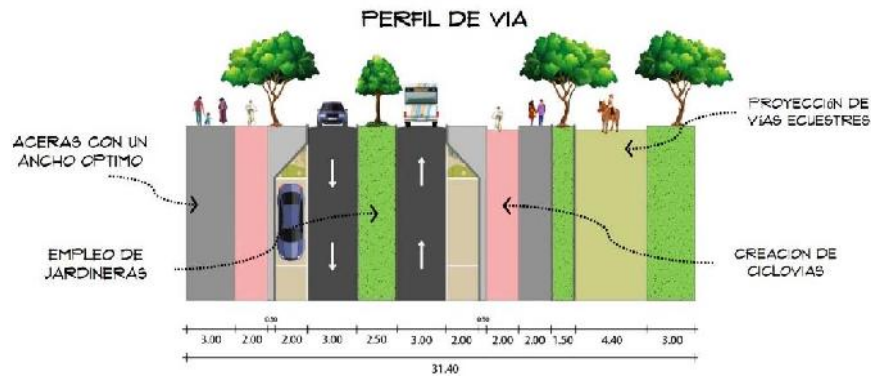 PERFIL DE VIA
ACERAS CON UN
ANCHO OPTIMO
PROYECCIÓN DE
VÍAS ECUESTRES
EMPLEO DE
JARDINERAS
CREACION DE
CICLOVIAS
0.50 0.50
3.00 2.00 2.00 3.00 2.50 3.00 2.00 2.00 2.00 1.50 4.40 3.00
31.40